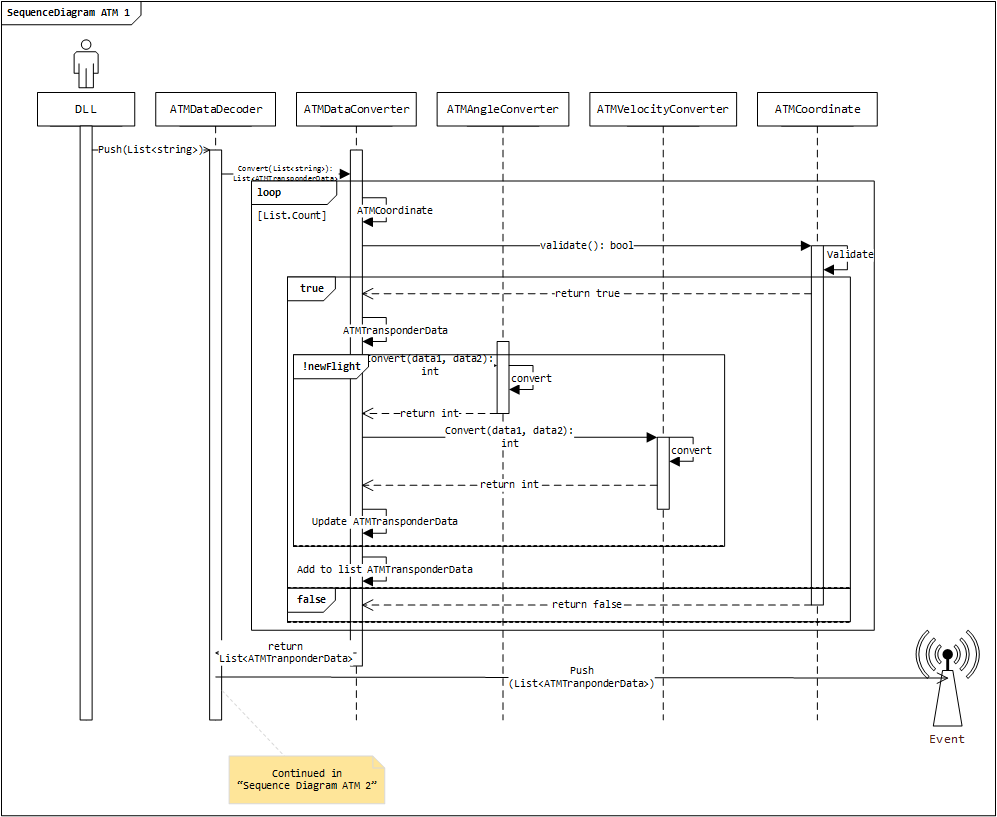 SequenceDiagram ATM 1
DLL
ATMDataDecoder
ATMDataConverter
ATMAngleConverter
ATMVelocityConverter
ATMCoordinate
Push(List<string>)
Convert(List<string>):
List<ATMTransponderData>
loop
[List.Count]
ATMCoordinate
validate(): bool
Validate
true
return true
ATMTransponderData
!newFlight
Convert(data1, data2):
int
convert
return int
Convert(data1, data2):
int
convert
return int
Update ATMTransponderData
Add to list ATMTransponderData
false
return false
return
List<ATMTranponderData>
Push
(List<ATMTranponderData>)
Event
Continued in
“Sequence Diagram ATM 2”